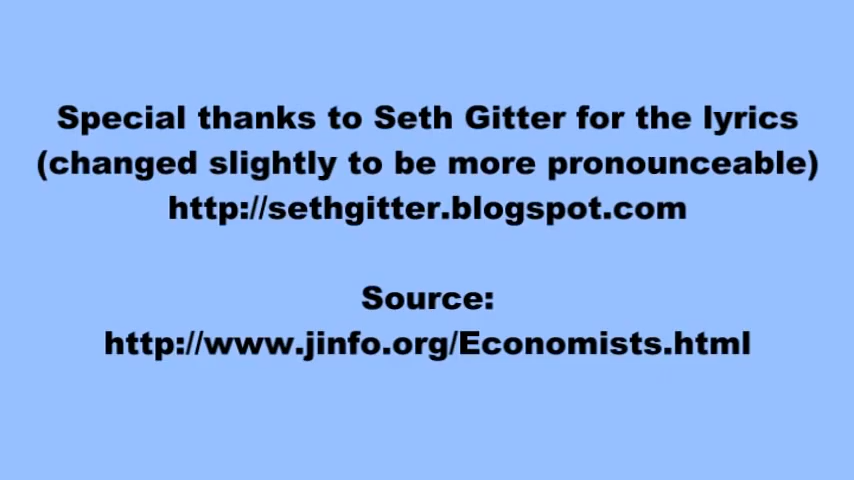 Special thanks to Seth Gitter for the lyrics
(changed slightly to be more pronounceable)
http://sethgitter.blogspot.com
Source:
http://www.jinfo.org/Economists.html